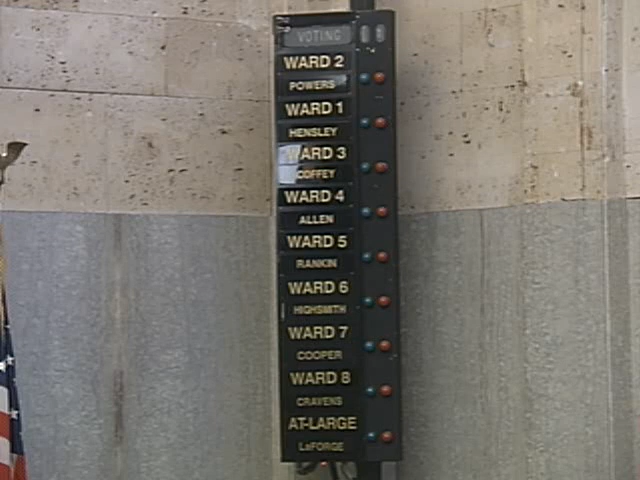 VOTING
WARD 2
POWERS
WARD 1
HENSLEY
WARD 3
COFFEY
WARD 4
ALLEN
WARD 5
RANKIN
WARD 6
HIGHSMITH
WARD 7
COOPER
WARD 8
CRAVENS
AT-LARGE
LaFORGE